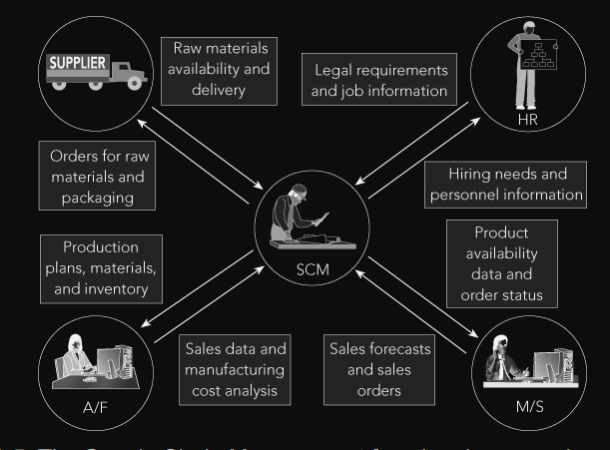 SUPPLIER
Raw materials
availability and
delivery
Legal requirements
and job information
HR
Orders for raw
materials and
packaging
Hiring needs and
personnel information
SCM
Production
plans, materials,
and inventory
Product
availability
data and
order status
Sales data and
manufacturing
cost analysis
Sales forecasts
and sales
orders
A/F
M/S